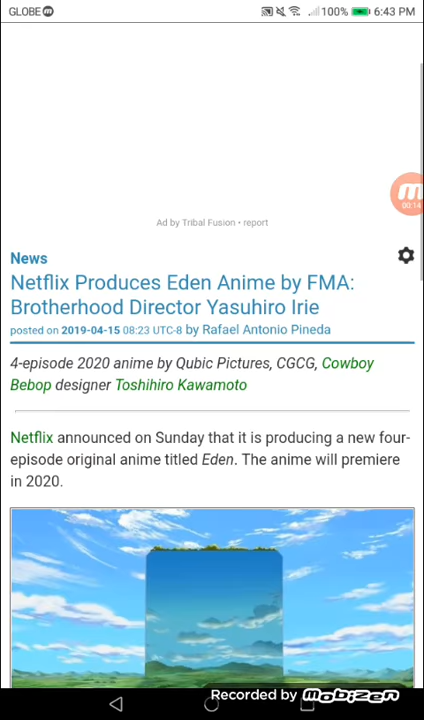 GLOBE 100% 6:43 PM
00:14
Ad by Tribal Fusion • report
News
Netflix Produces Eden Anime by FMA:
Brotherhood Director Yasuhiro Irie
posted on 2019-04-15 08:23 UTC-8 by Rafael Antonio Pineda
4-episode 2020 anime by Qubic Pictures, CGCG, Cowboy
Bebop designer Toshihiro Kawamoto
Netflix announced on Sunday that it is producing a new four-
episode original anime titled Eden. The anime will premiere
in 2020.
Recorded by mobizen